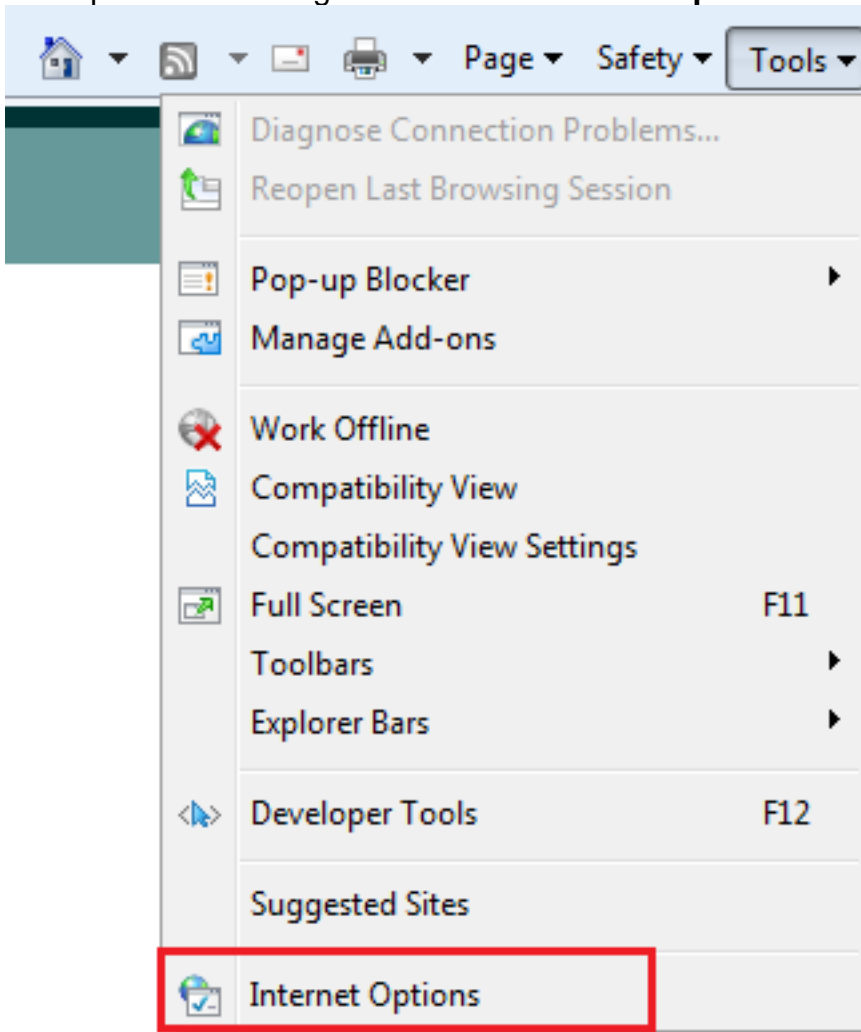 Page Safety Tools
Diagnose Connection Problems...
Reopen Last Browsing Session
Pop-up Blocker
Manage Add-ons
Work Offline
Compatibility View
Compatibility View Settings
Full Screen F11
Toolbars
Explorer Bars
Developer Tools F12
Suggested Sites
Internet Options